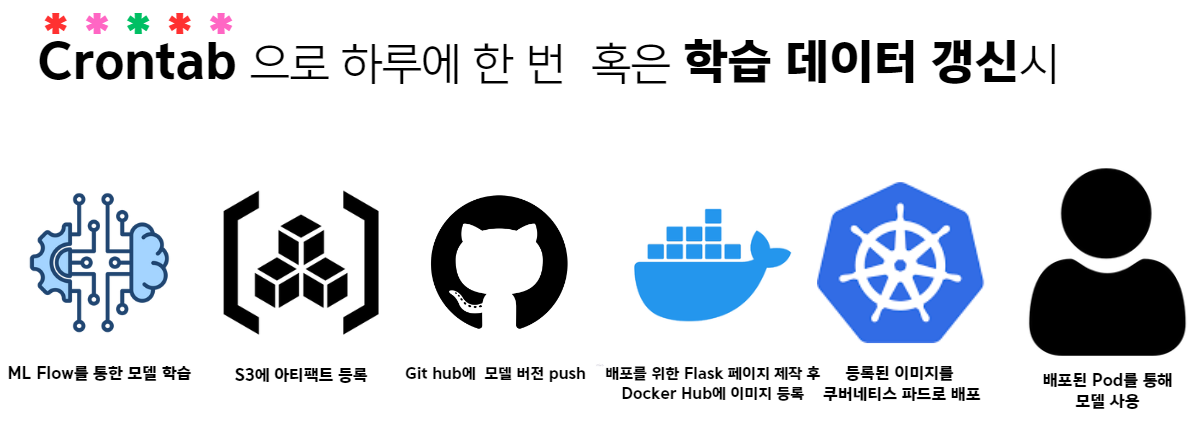 * * * * *
Crontab 으로 하루에 한 번 혹은 학습 데이터 갱신시
ML Flow를 통한 모델 학습
S3에 아티팩트 등록
Git hub에 모델 버전 push
배포를 위한 Flask 페이지 제작 후
Docker Hub에 이미지 등록
등록된 이미지를
쿠버네티스 파드로 배포
배포된 Pod를 통해
모델 사용